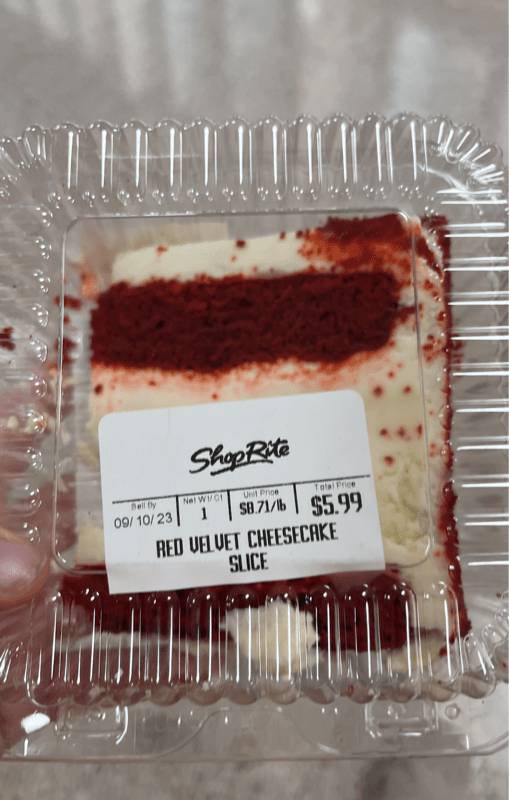 ShopRite
Sell By Net Wt/Ct Unit Price Total Price
09/10/23 1 $8.71/lb $5.99
RED VELVET CHEESECAKE
SLICE